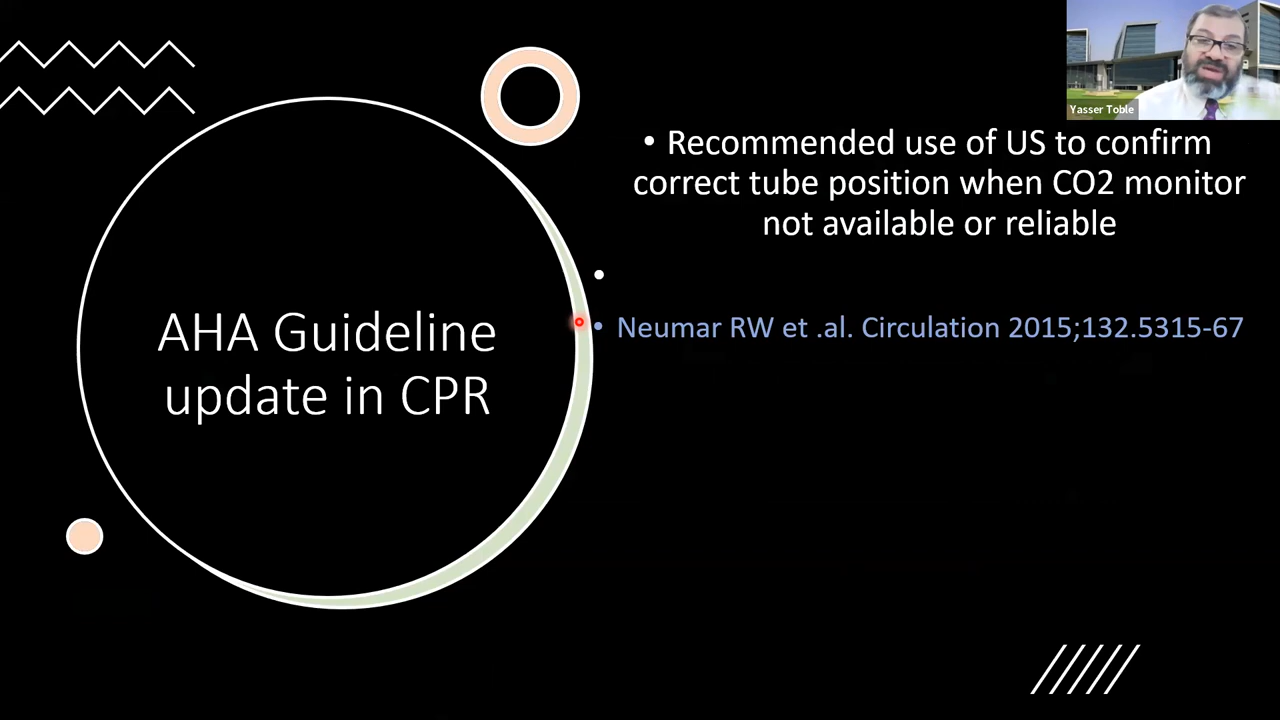 Yasser Toble
• Recommended use of US to confirm
correct tube position when CO2 monitor
not available or reliable
•
• Neumar RW et .al. Circulation 2015;132.5315-67
AHA Guideline
update in CPR